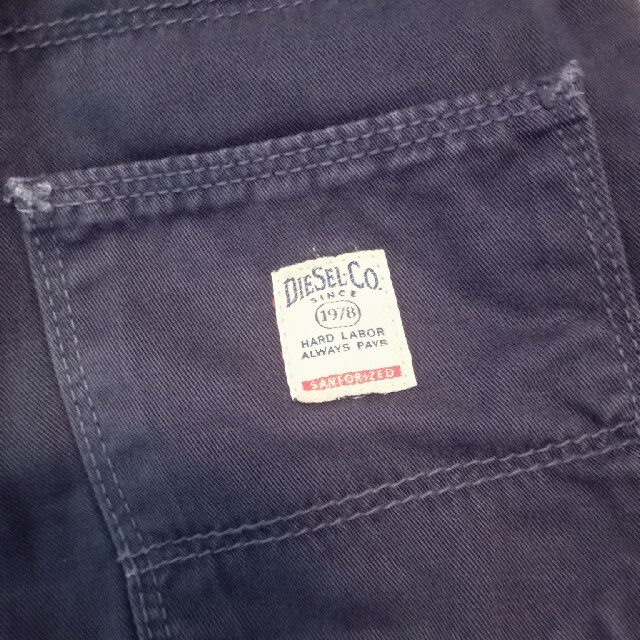 DIESEL·CO.
SINCE
1978
HARD LABOR
ALWAYS PAYS
SANFORIZED